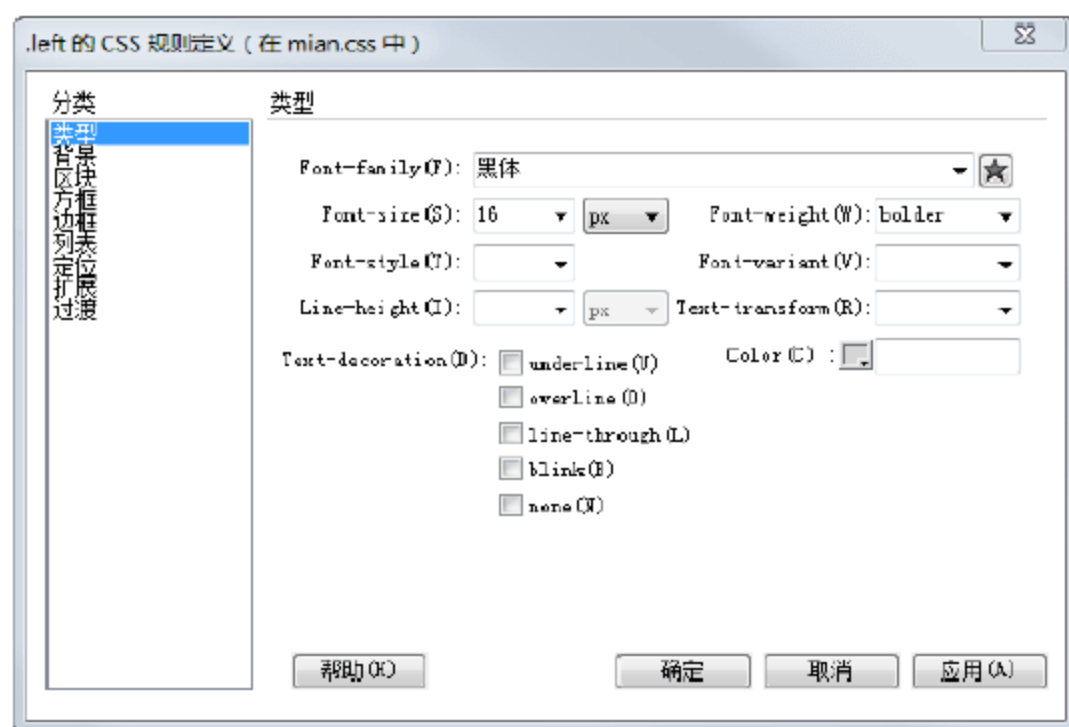 .left 的 CSS 规则定义（在 mian.css 中）
分类
类型
背景
区块
方框
边框
列表
定位
扩展
过渡
类型
Font-family(F): 黑体
Font-size(S): 16 px Font-weight(W): bolder
Font-style(T): Font-variant(V):
Line-height(I): px Text-transform(R):
Text-decoration(D): underline(U) Color(C) :
overline(O)
line-through(L)
blink(B)
none(N)
帮助(H) 确定 取消 应用(A)